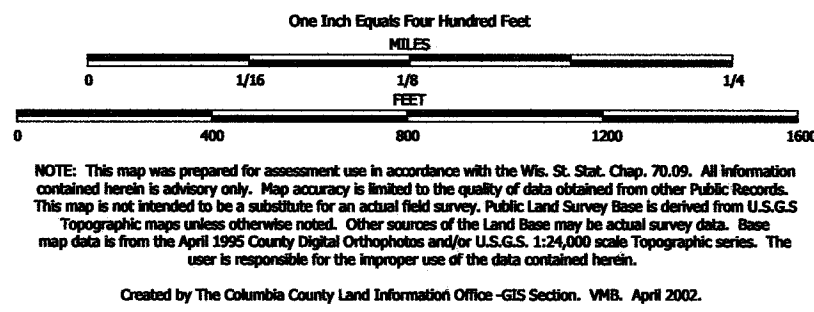 One Inch Equals Four Hundred Feet
MILES
0 1/16 1/8 1/4
FEET
0 400 800 1200 1600
NOTE: This map was prepared for assessment use in accordance with the Wis. St. Stat. Chap. 70.09. All information
contained herein is advisory only. Map accuracy is limited to the quality of data obtained from other Public Records.
This map is not intended to be a substitute for an actual field survey. Public Land Survey Base is derived from U.S.G.S
Topographic maps unless otherwise noted. Other sources of the Land Base may be actual survey data. Base
map data is from the April 1995 County Digital Orthophotos and/or U.S.G.S. 1:24,000 scale Topographic series. The
user is responsible for the improper use of the data contained herein.
Created by The Columbia County Land Information Office -GIS Section. VMB. April 2002.